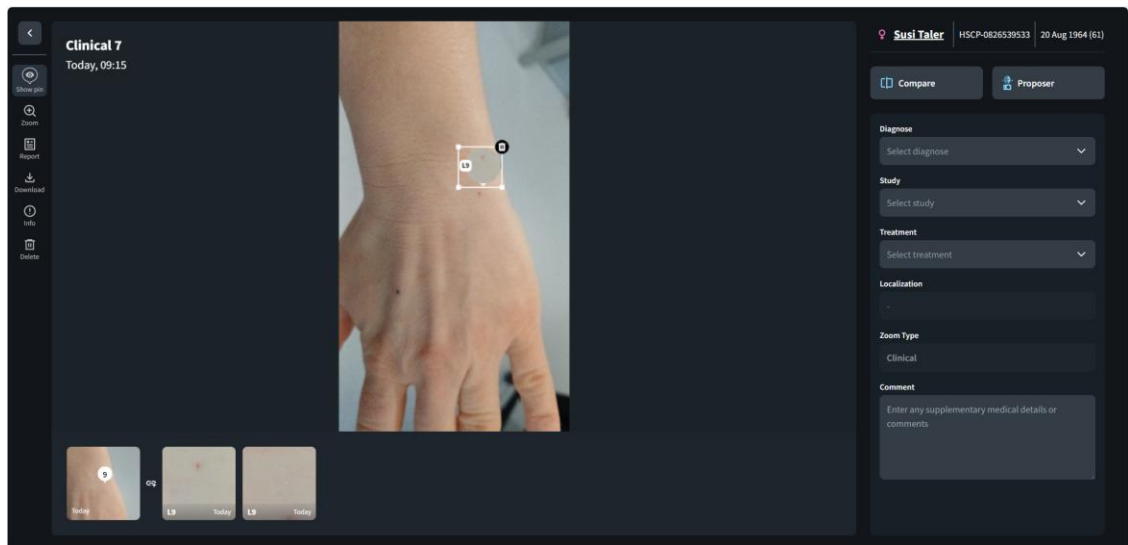 Clinical 7
Today, 09:15
Show pin
Zoom
Report
Download
Info
Delete
L9
9
Today
L9 Today
L9 Today
Susi Taler HSCP-0826539533 20 Aug 1964 (61)
Compare
Proposer
Diagnose
Select diagnose
Study
Select study
Treatment
Select treatment
Localization
-
Zoom Type
Clinical
Comment
Enter any supplementary medical details or
comments